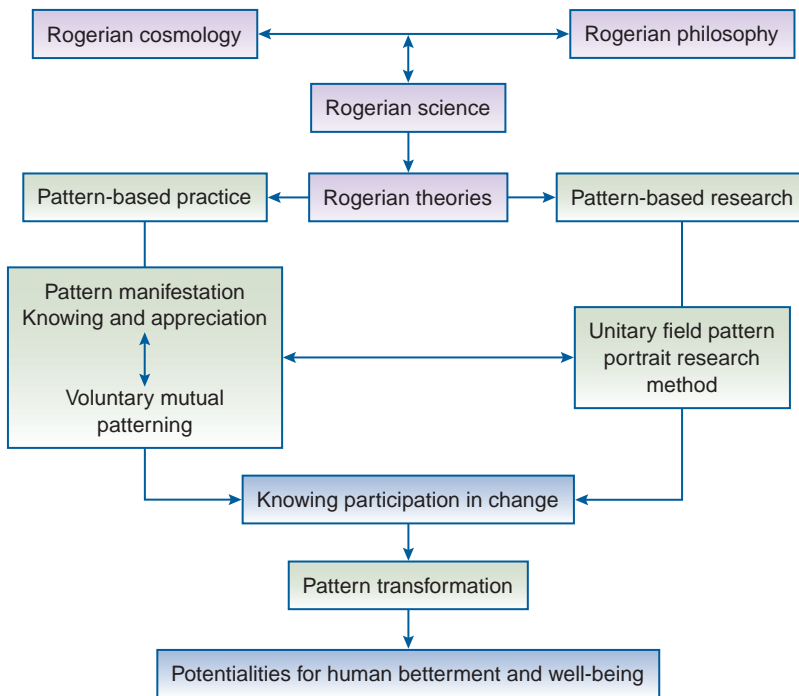 Rogerian cosmology
Rogerian philosophy
Rogerian science
Pattern-based practice
Rogerian theories
Pattern-based research
Pattern manifestation
Knowing and appreciation
Voluntary mutual
patterning
Unitary field pattern
portrait research
method
Knowing participation in change
Pattern transformation
Potentialities for human betterment and well-being